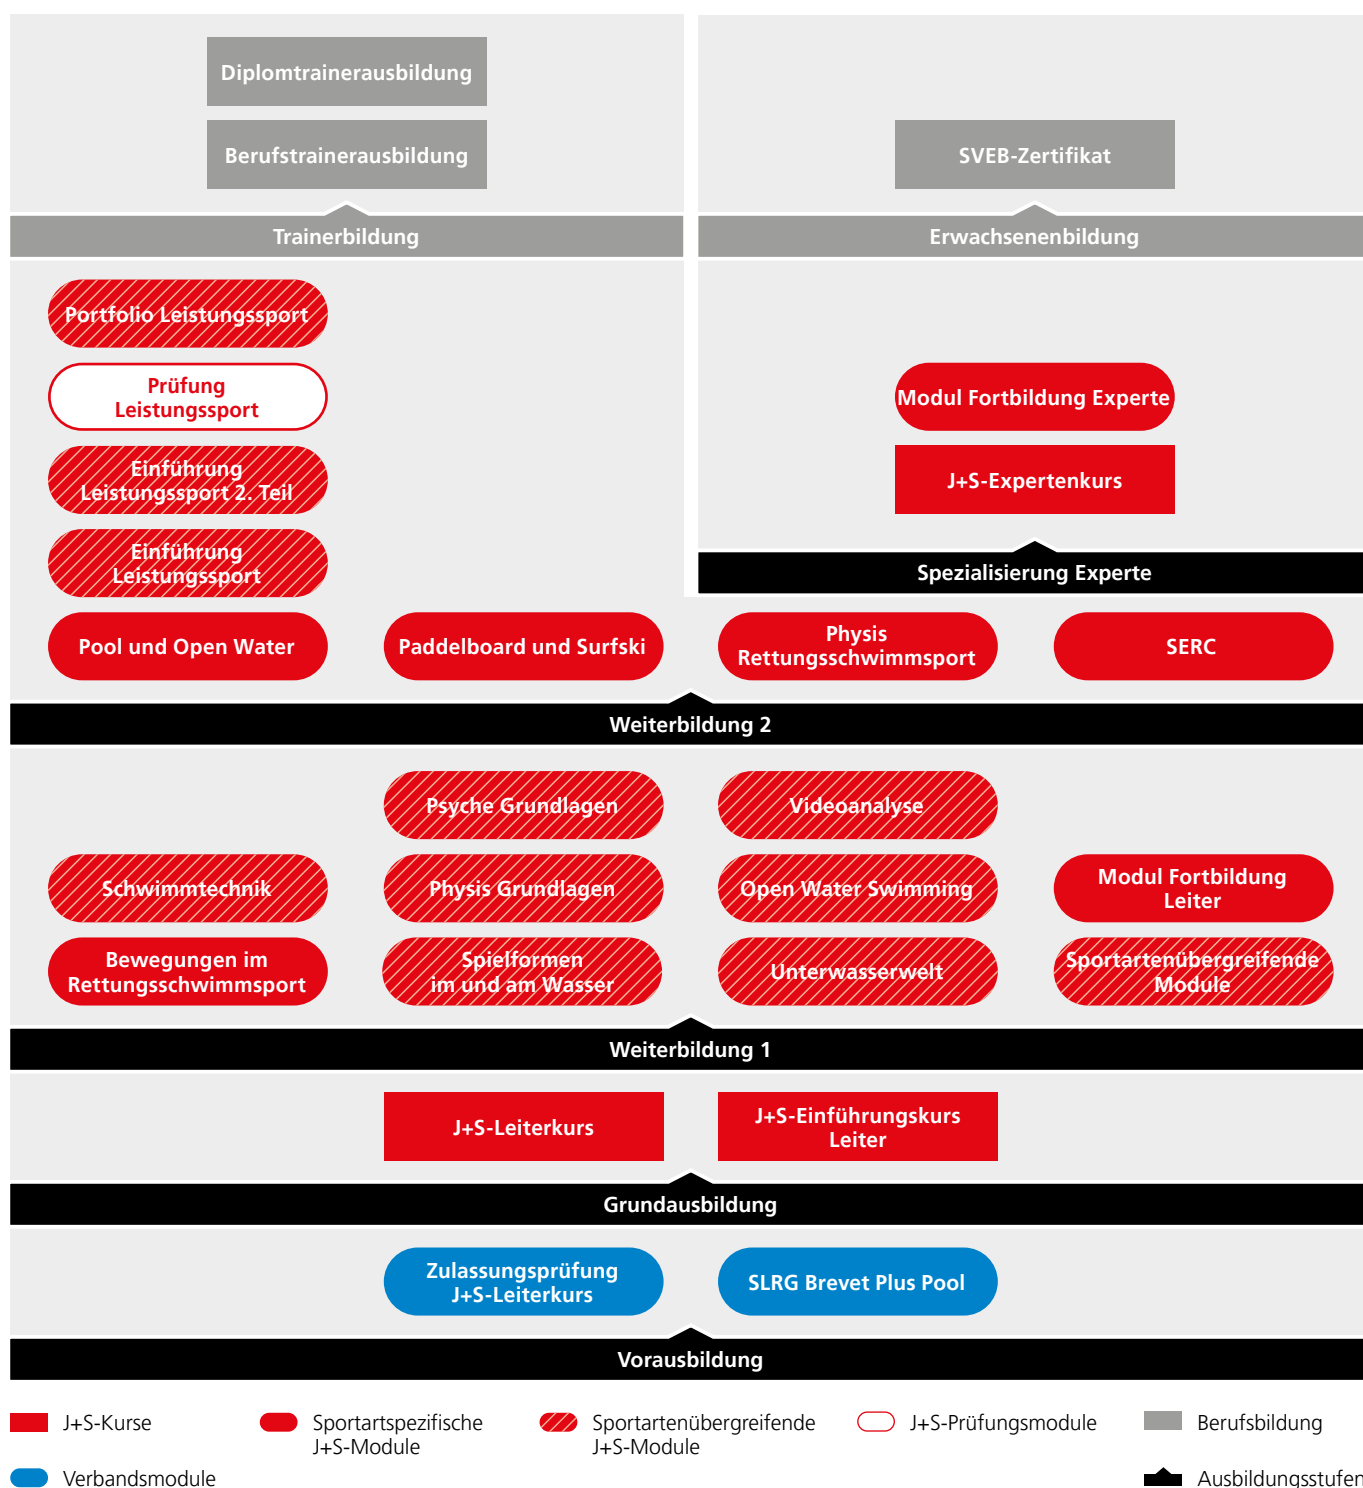 Diplomtrainerausbildung
Berufstrainerausbildung
SVEB-Zertifikat
Trainerbildung
Erwachsenenbildung
Portfolio Leistungssport
Prüfung
Leistungssport
Modul Fortbildung Experte
Einführung
Leistungssport 2. Teil
J+S-Expertenkurs
Einführung
Leistungssport
Spezialisierung Experte
Pool und Open Water
Paddelboard und Surfski
Physis
Rettungsschwimmsport
SERC
Weiterbildung 2
Psyche Grundlagen
Videoanalyse
Schwimmtechnik
Physis Grundlagen
Open Water Swimming
Modul Fortbildung
Leiter
Bewegungen im
Rettungsschwimmsport
Spielformen
im und am Wasser
Unterwasserwelt
Sportartenübergreifende
Module
Weiterbildung 1
J+S-Leiterkurs
J+S-Einführungskurs
Leiter
Grundausbildung
Zulassungsprüfung
J+S-Leiterkurs
SLRG Brevet Plus Pool
Vorausbildung
J+S-Kurse
Sportartspezifische
J+S-Module
Sportartenübergreifende
J+S-Module
J+S-Prüfungsmodule
Berufsbildung
Verbandsmodule
Ausbildungsstufen